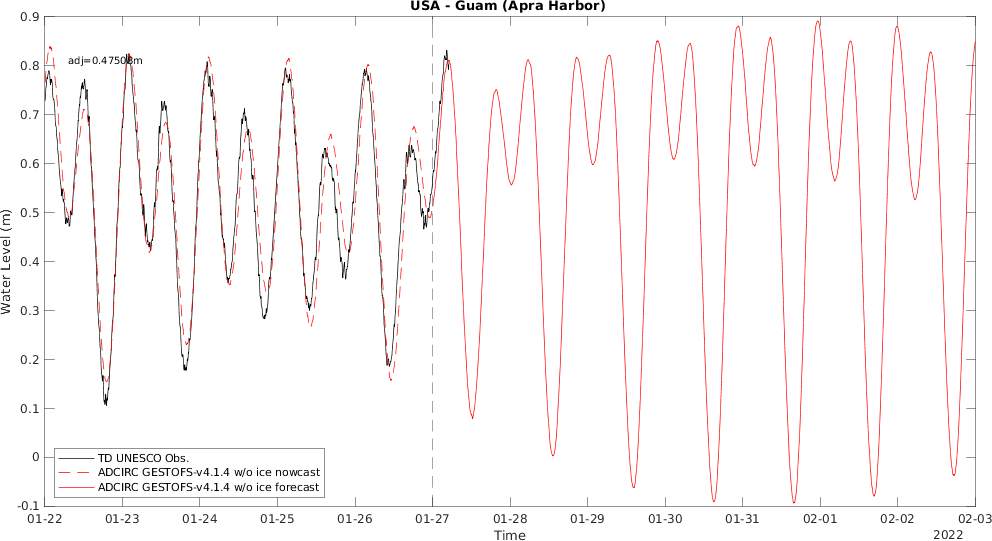 USA - Guam (Apra Harbor)
0.9
0.8
0.7
0.6
0.5
0.4
0.3
0.2
0.1
0
-0.1
Water Level (m)
adj=0.47508m
TD UNESCO Obs.
ADCIRC GESTOFS-v4.1.4 w/o ice nowcast
ADCIRC GESTOFS-v4.1.4 w/o ice forecast
01-22 01-23 01-24 01-25 01-26 01-27 01-28 01-29 01-30 01-31 02-01 02-02 02-03
Time
2022